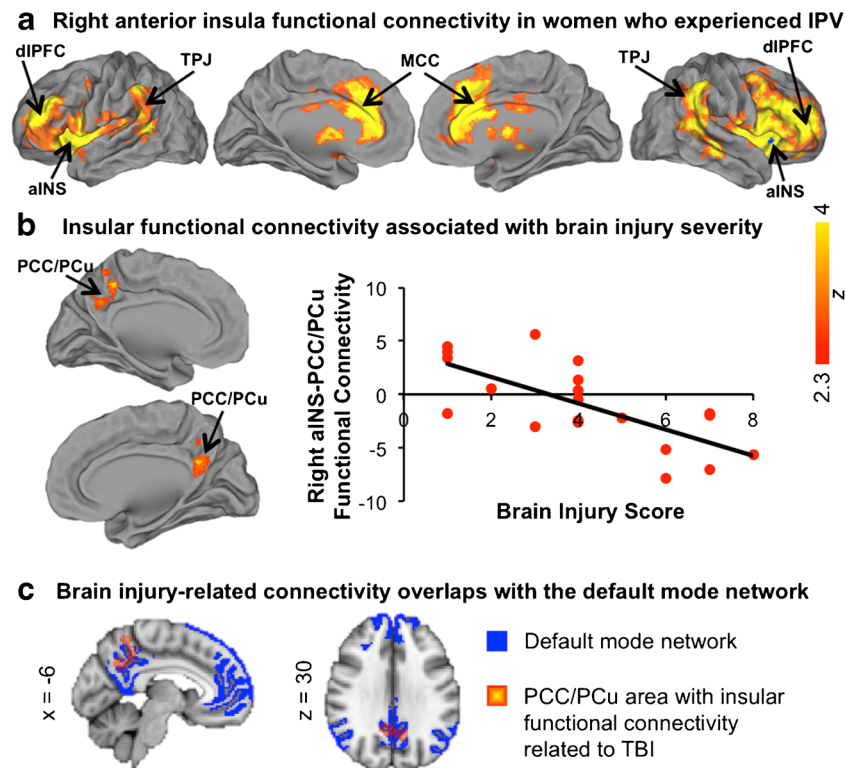 a Right anterior insula functional connectivity in women who experienced IPV
dlPFC
TPJ
MCC
TPJ
dlPFC
aINS
aINS
b Insular functional connectivity associated with brain injury severity
4
z
2.3
PCC/PCu
PCC/PCu
Right aINS-PCC/PCu
Functional Connectivity
10
5
0
-5
-10
0 2 4 6 8
Brain Injury Score
c Brain injury-related connectivity overlaps with the default mode network
x = -6
z = 30
Default mode network
PCC/PCu area with insular
functional connectivity
related to TBI